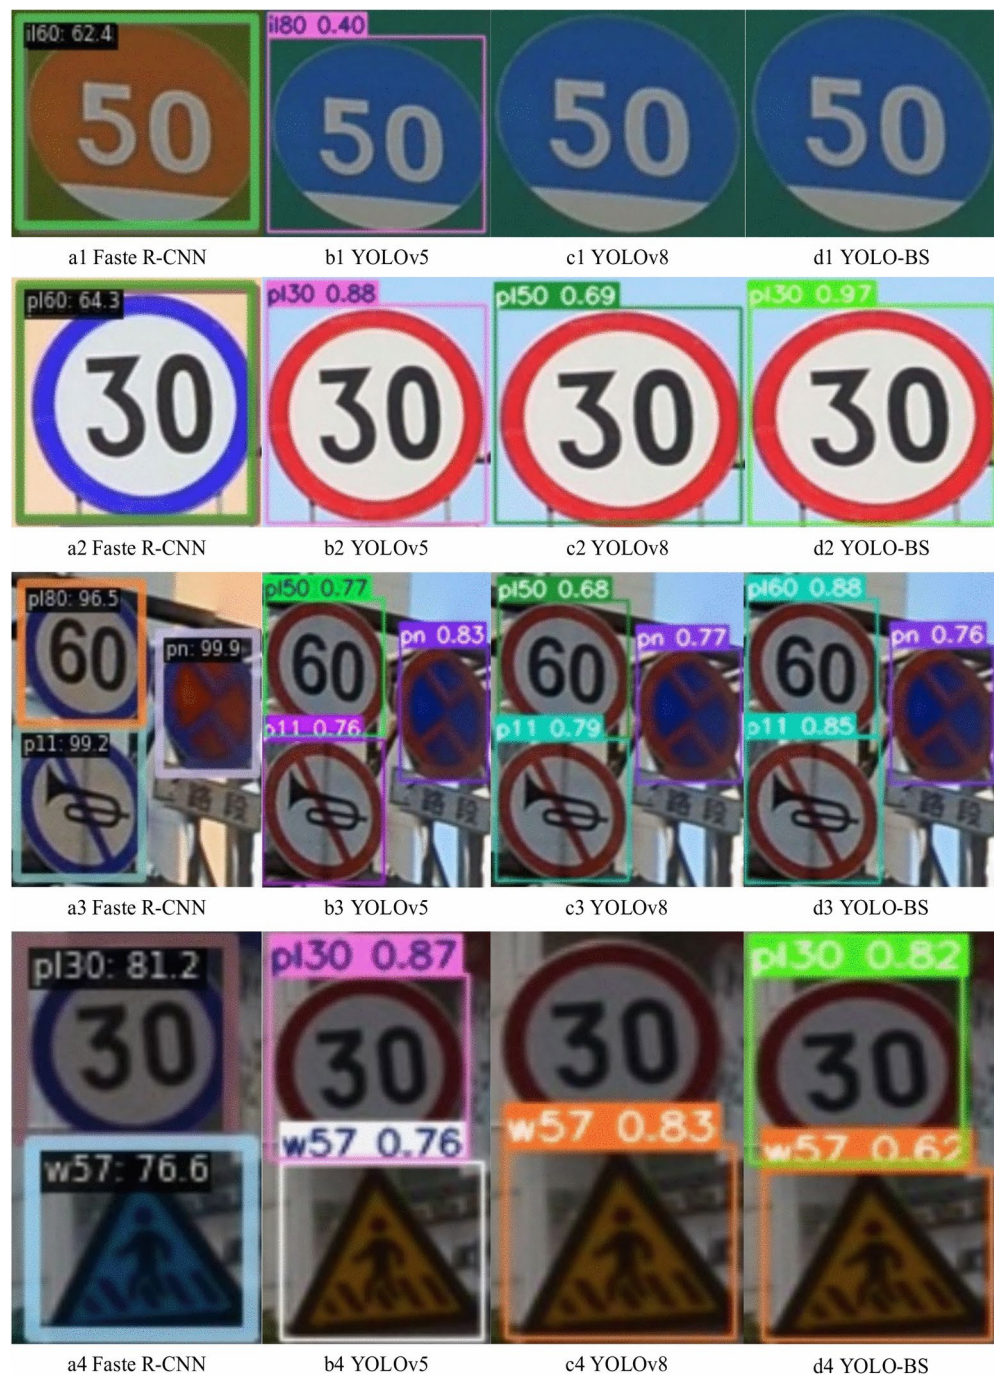 il60: 62.4
il80 0.40
50
50
50
50
a1 Faste R-CNN
b1 YOLOv5
c1 YOLOv8
d1 YOLO-BS
pl60: 64.3
pl30 0.88
pl50 0.69
pl30 0.97
30
30
30
30
a2 Faste R-CNN
b2 YOLOv5
c2 YOLOv8
d2 YOLO-BS
pl80: 96.5
pl50 0.77
pl50 0.68
pl60 0.88
pn: 99.9
pn 0.83
pn 0.77
pn 0.76
60
60
60
60
p11: 99.2
p11 0.76
p11 0.79
p11 0.85
路段
路段
路段
a3 Faste R-CNN
b3 YOLOv5
c3 YOLOv8
d3 YOLO-BS
pl30: 81.2
pl30 0.87
pl30 0.82
30
30
30
30
w57: 76.6
w57 0.76
w57 0.83
w57 0.62
a4 Faste R-CNN
b4 YOLOv5
c4 YOLOv8
d4 YOLO-BS